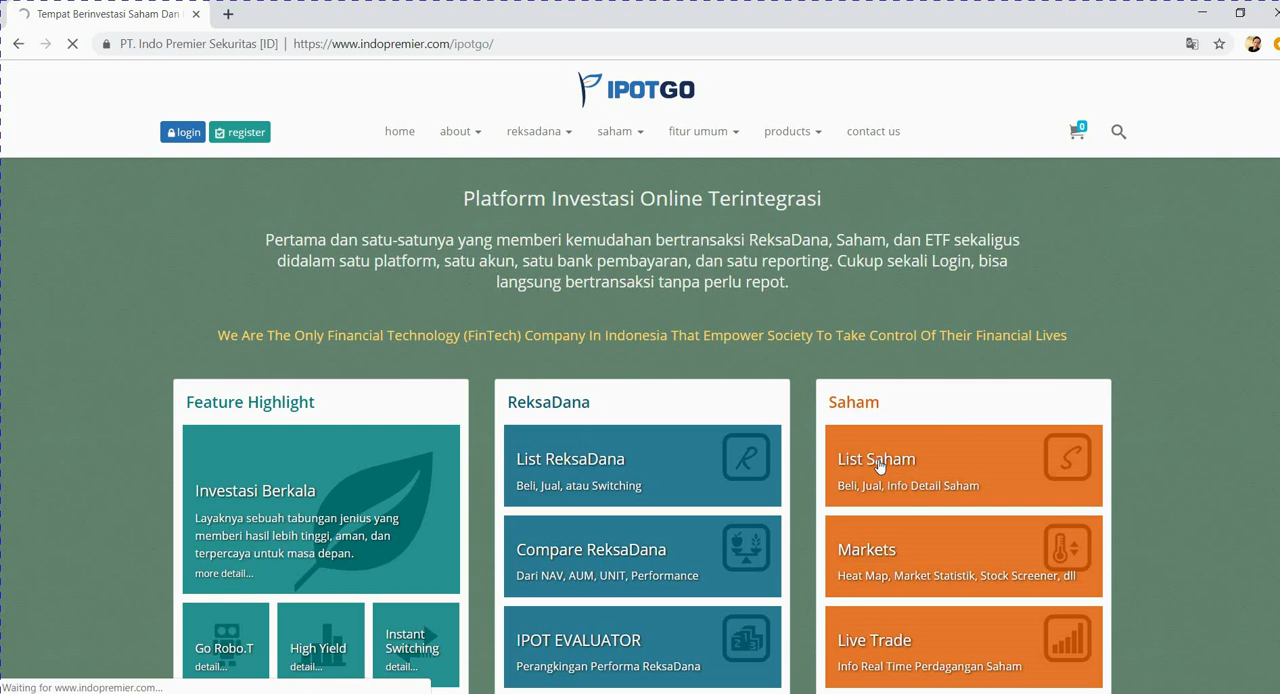 Tempat Berinvestasi Saham Dan
PT. Indo Premier Sekuritas [ID] | https://www.indopremier.com/ipotgo/
IPOTGO
login register home about reksadana saham fitur umum products contact us 0
Platform Investasi Online Terintegrasi
Pertama dan satu-satunya yang memberi kemudahan bertransaksi ReksaDana, Saham, dan ETF sekaligus
didalam satu platform, satu akun, satu bank pembayaran, dan satu reporting. Cukup sekali Login, bisa
langsung bertransaksi tanpa perlu repot.
We Are The Only Financial Technology (FinTech) Company In Indonesia That Empower Society To Take Control Of Their Financial Lives
Feature Highlight
Investasi Berkala
Layaknya sebuah tabungan jenius yang
memberi hasil lebih tinggi, aman, dan
terpercaya untuk masa depan.
more detail...
Go Robo.T
detail...
High Yield
detail...
Instant
Switching
detail...
ReksaDana
List ReksaDana
R
Beli, Jual, atau Switching
Compare ReksaDana
Dari NAV, AUM, UNIT, Performance
IPOT EVALUATOR
Perangkingan Performa ReksaDana
Saham
List Saham
S
Beli, Jual, Info Detail Saham
Markets
Heat Map, Market Statistik, Stock Screener, dll
Live Trade
Info Real Time Perdagangan Saham
Waiting for www.indopremier.com...